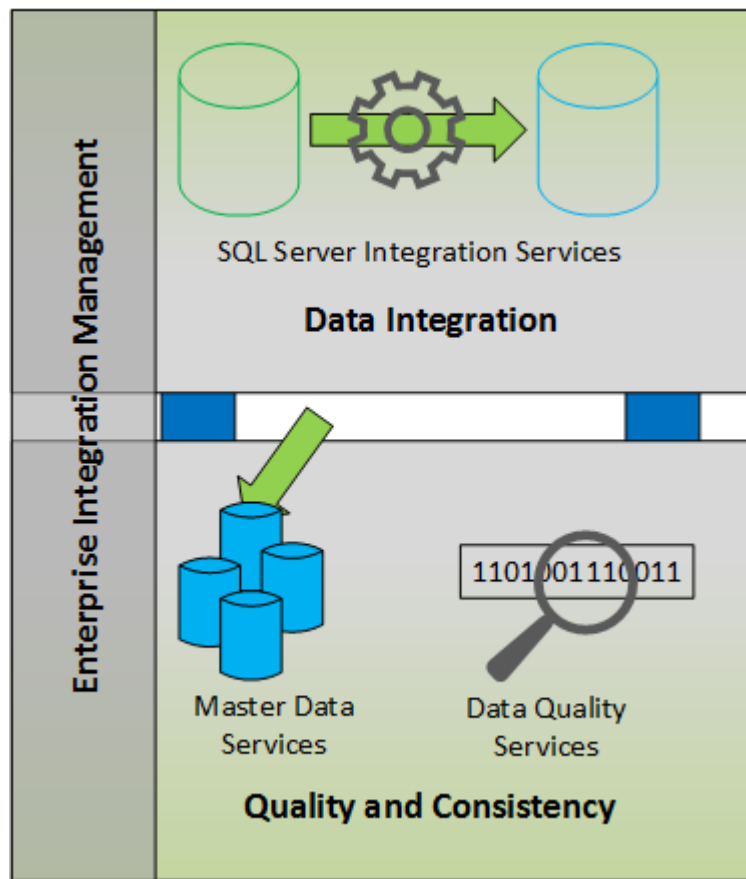 Enterprise Integration Management
SQL Server Integration Services
Data Integration
1101001110011
Master Data
Services
Data Quality
Services
Quality and Consistency